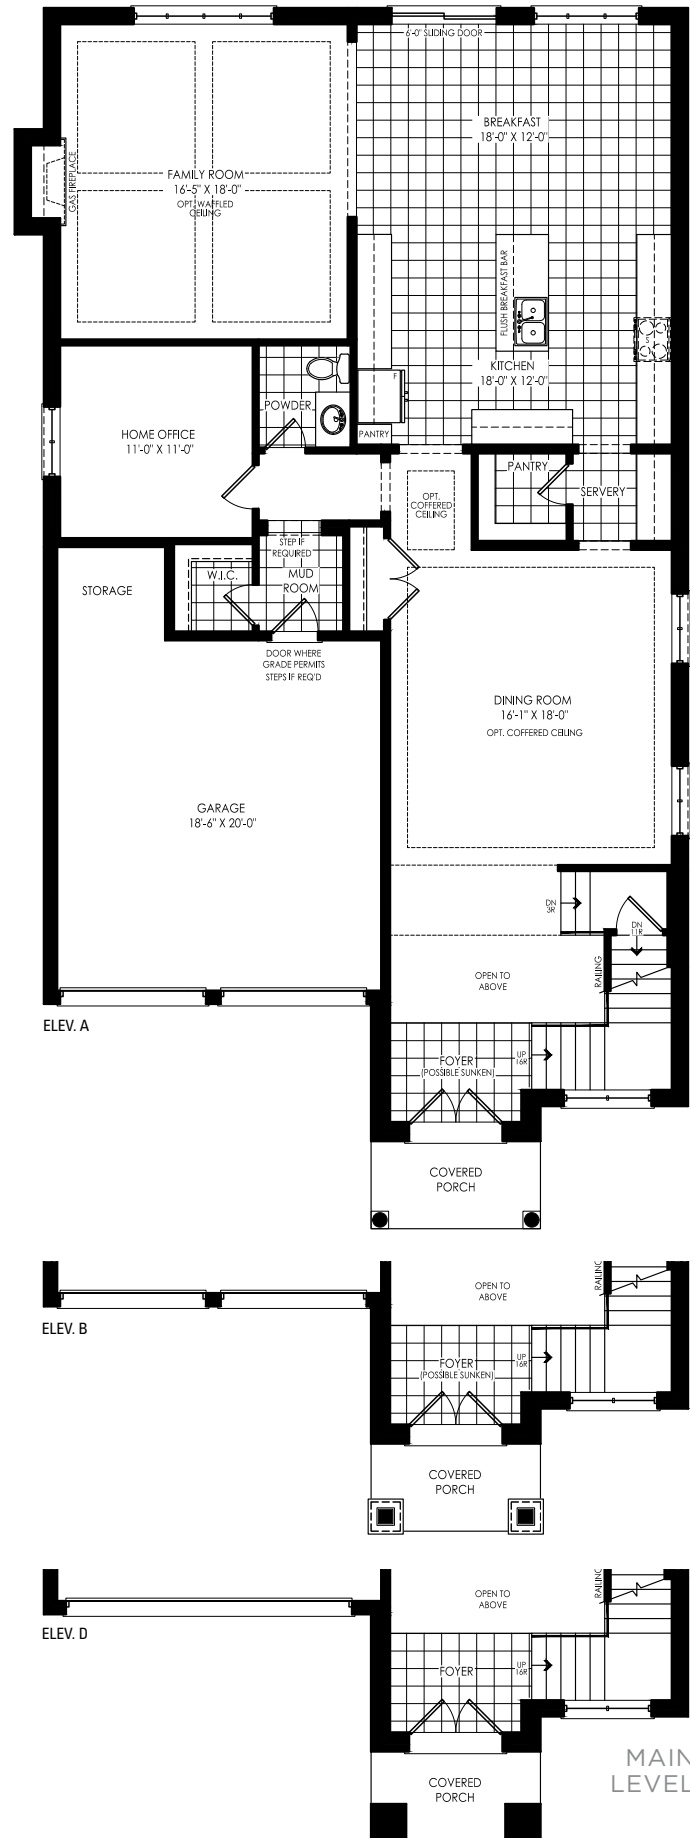 6'-0" SLIDING DOOR
BREAKFAST
18'-0" X 12'-0"
GAS FIREPLACE
FAMILY ROOM
16'-5" X 18'-0"
OPT. WAFFLED
CEILING
FLUSH BREAKFAST BAR
S
KITCHEN
18'-0" X 12'-0"
F
POWDER
PANTRY
HOME OFFICE
11'-0" X 11'-0"
PANTRY
SERVERY
OPT.
COFFERED
CEILING
STEP IF
REQUIRED
W.I.C.
MUD
ROOM
STORAGE
DOOR WHERE
GRADE PERMITS
STEPS IF REQ'D
DINING ROOM
16'-1" X 18'-0"
OPT. COFFERED CEILING
GARAGE
18'-6" X 20'-0"
DN
3R
DN
11R
RAILING
OPEN TO
ABOVE
ELEV. A
FOYER
(POSSIBLE SUNKEN)
UP
16R
COVERED
PORCH
OPEN TO
ABOVE
RAILING
ELEV. B
FOYER
(POSSIBLE SUNKEN)
UP
16R
COVERED
PORCH
OPEN TO
ABOVE
RAILING
ELEV. D
FOYER
UP
16R
COVERED
PORCH
MAIN
LEVEL